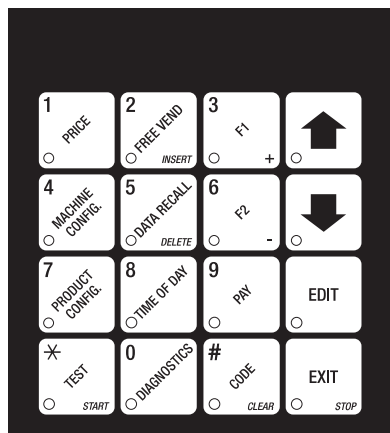 1 2 3
PRICE FREE VEND F1
INSERT +
4 5 6
MACHINE
CONFIG. DATA RECALL F2
DELETE -
7 8 9
PRODUCT
CONFIG. TIME OF DAY PAY EDIT
* 0 #
TEST DIAGNOSTICS CODE EXIT
START CLEAR STOP